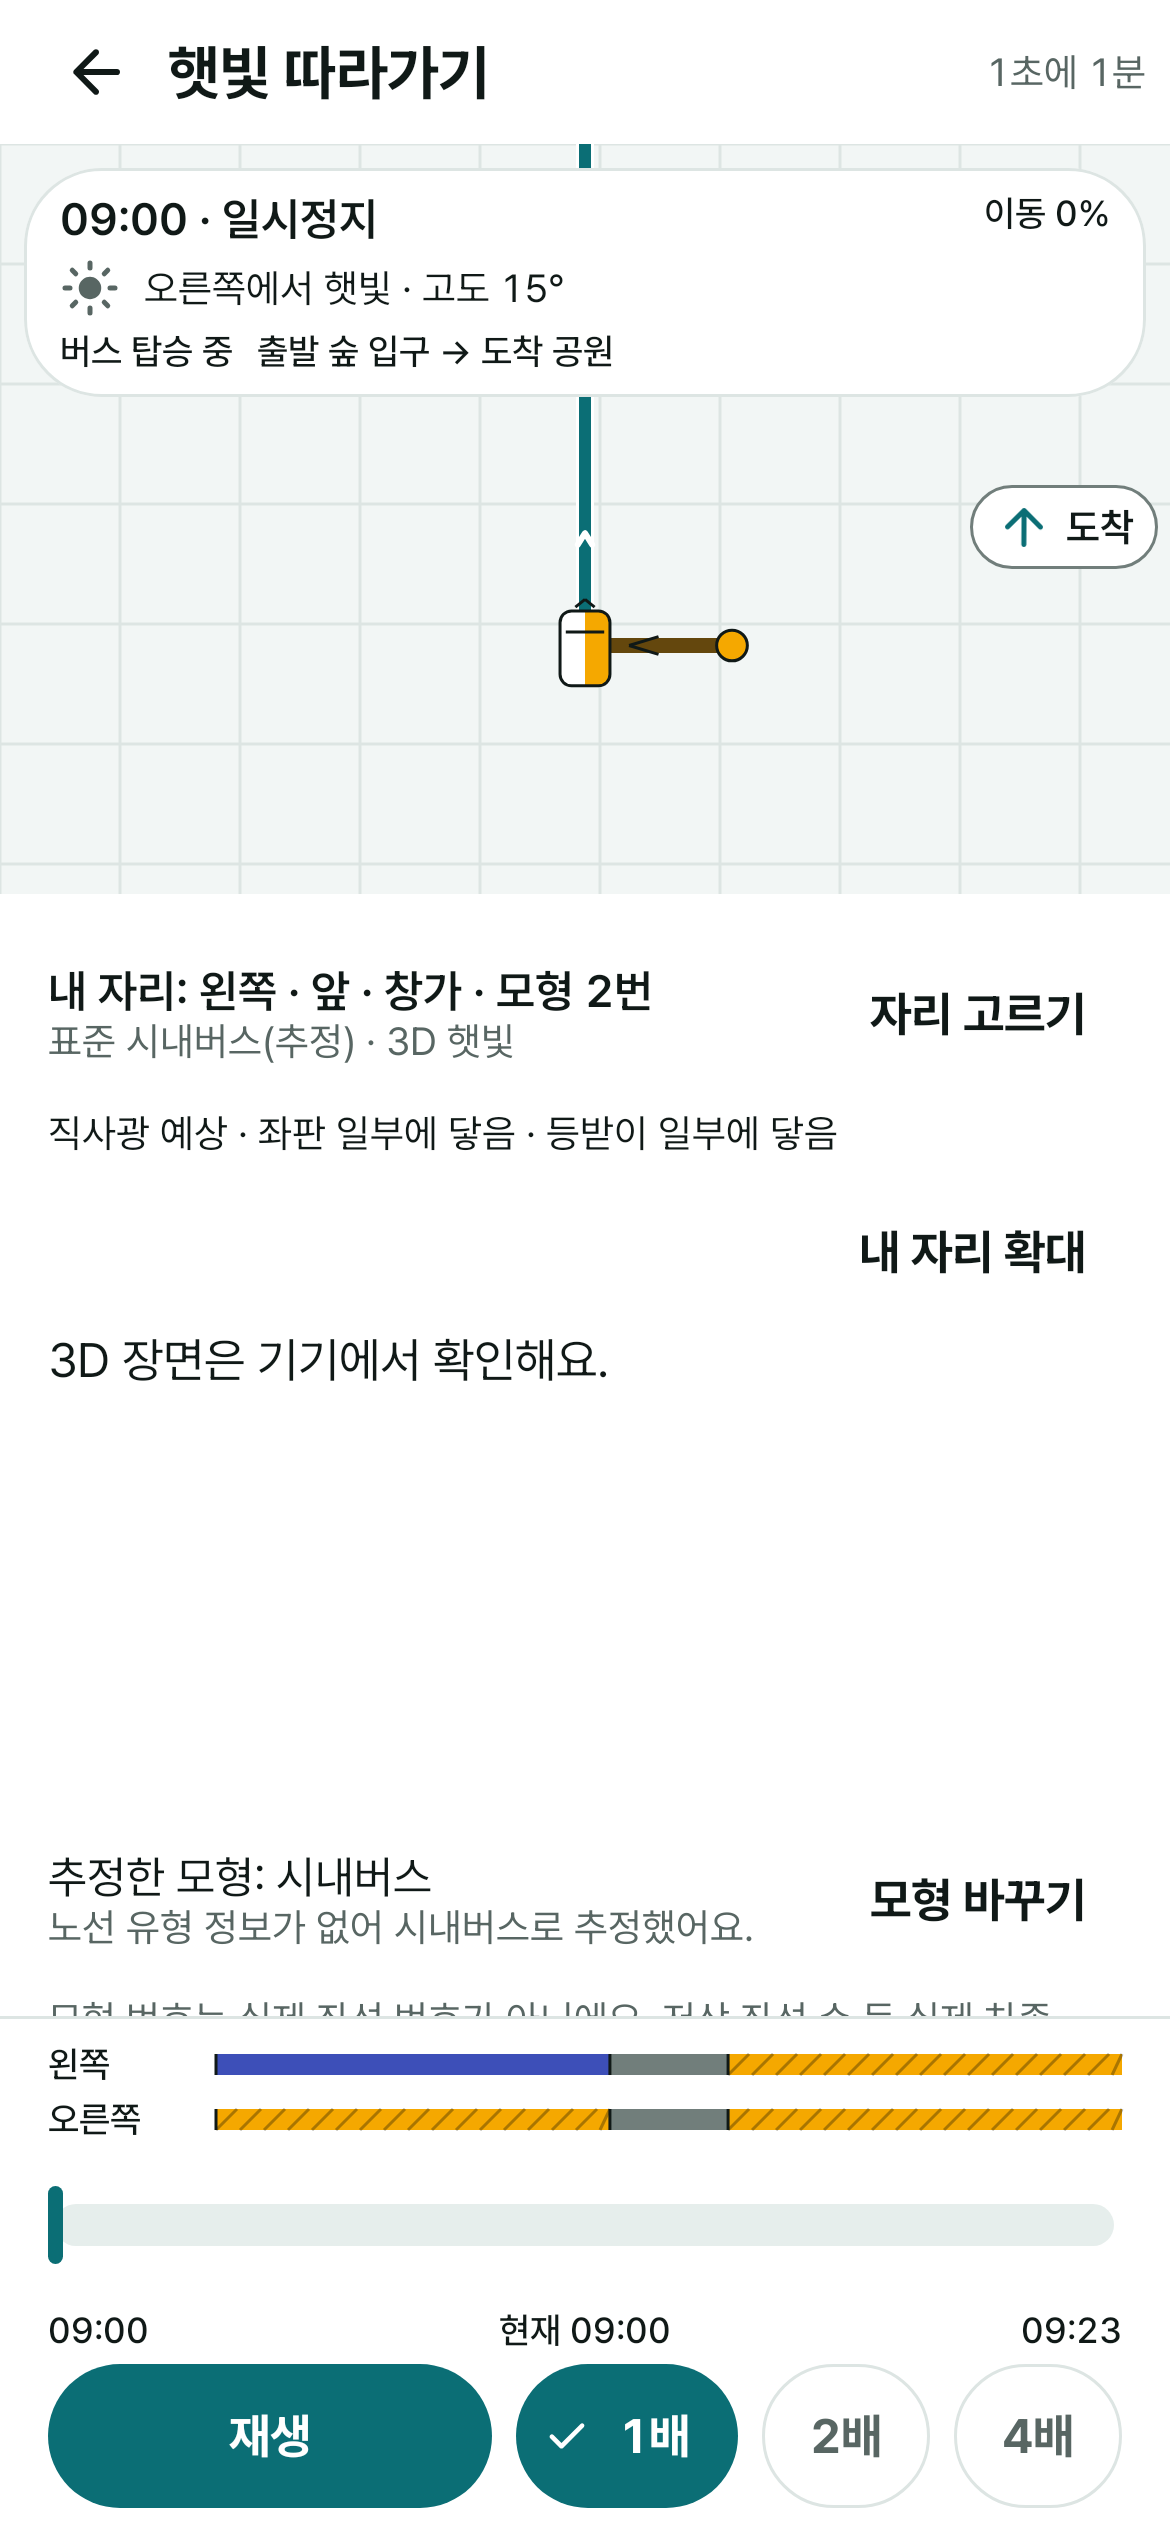 햇빛 따라가기
1초에 1분
09:00 · 일시정지
이동 0%
오른쪽에서 햇빛 · 고도 15°
버스 탑승 중 출발 숲 입구 → 도착 공원
도착
내 자리: 왼쪽 · 앞 · 창가 · 모형 2번
표준 시내버스(추정) · 3D 햇빛
자리 고르기
직사광 예상 · 좌판 일부에 닿음 · 등받이 일부에 닿음
내 자리 확대
3D 장면은 기기에서 확인해요.
추정한 모형: 시내버스
노선 유형 정보가 없어 시내버스로 추정했어요.
모형 바꾸기
왼쪽
오른쪽
09:00
현재 09:00
09:23
재생
1배
2배
4배